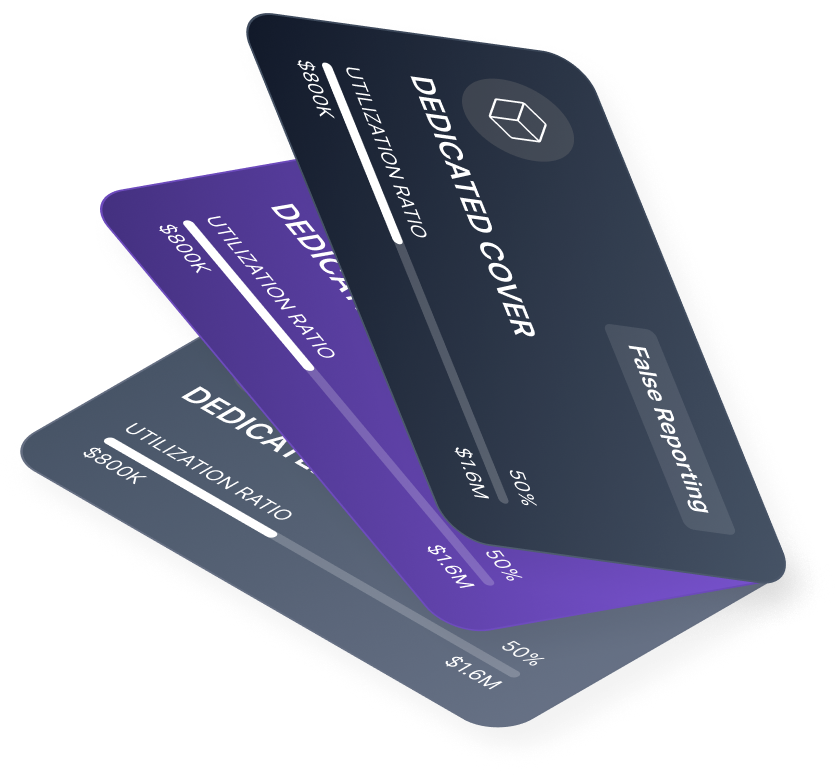 False Reporting
DEDICATED COVER
UTILIZATION RATIO
50%
$800K
$1.6M
UTILIZATION RATIO
50%
$800K
$1.6M
UTILIZATION RATIO
50%
$800K
$1.6M